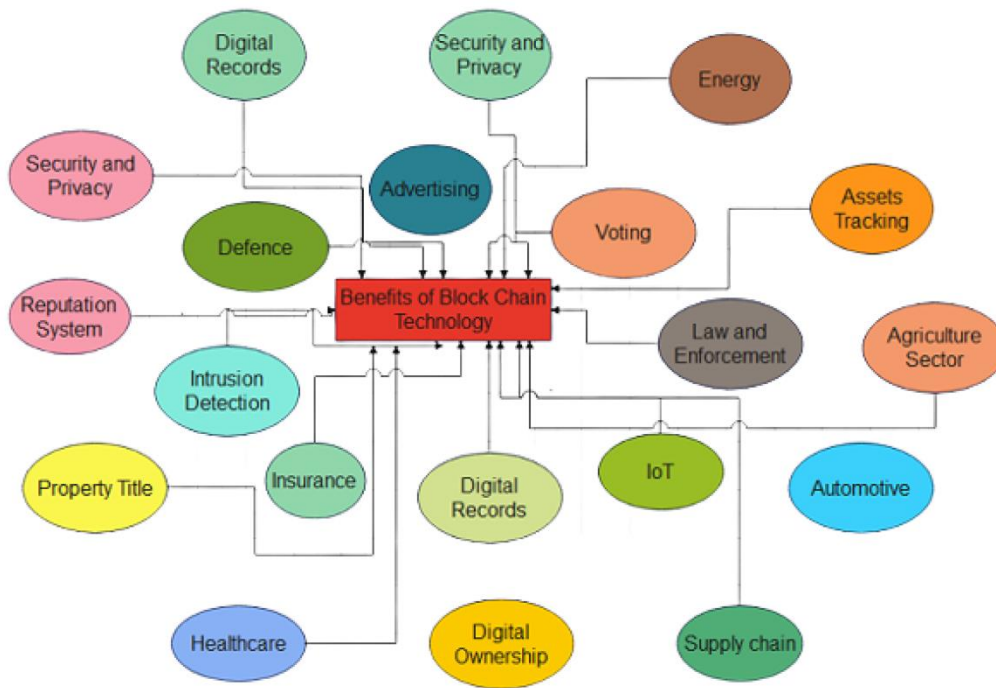 Digital
Records
Security and
Privacy
Energy
Security and
Privacy
Advertising
Assets
Tracking
Defence
Voting
Benefits of Block Chain
Technology
Reputation
System
Law and
Enforcement
Agriculture
Sector
Intrusion
Detection
Property Title
Insurance
Digital
Records
IoT
Automotive
Healthcare
Digital
Ownership
Supply chain